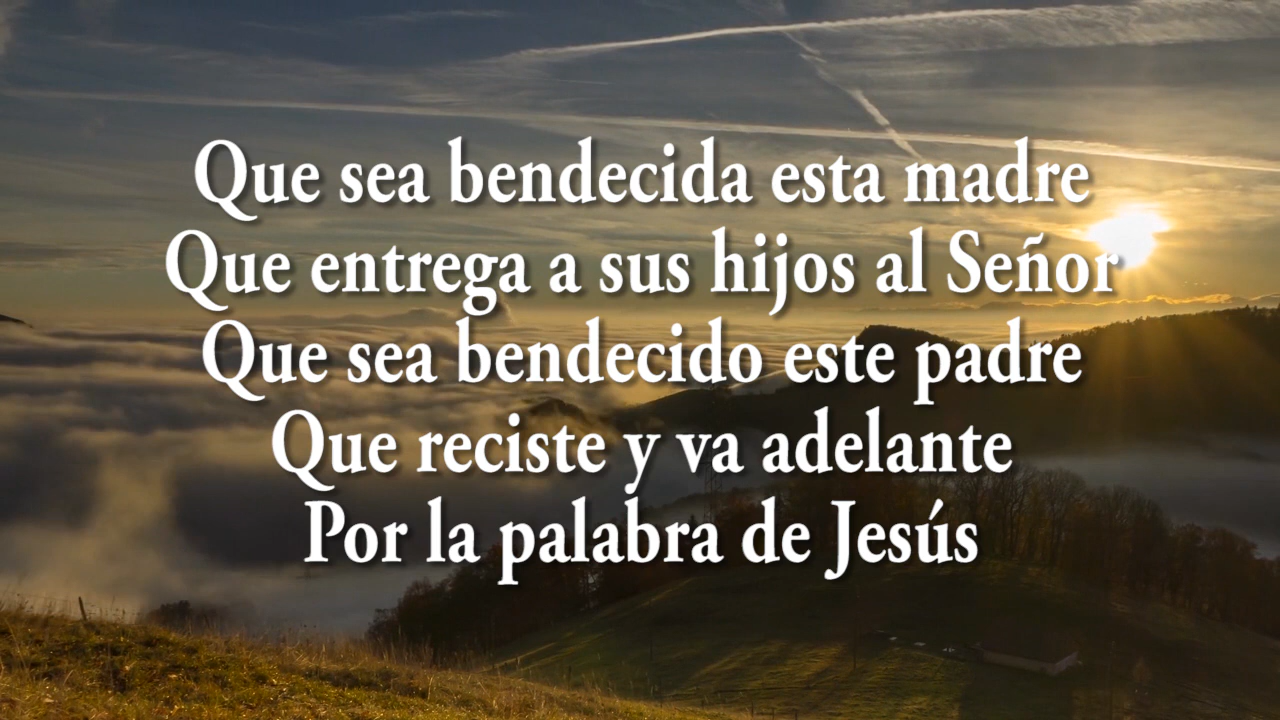 Que sea bendecida esta madre
Que entrega a sus hijos al Señor
Que sea bendecido este padre
Que reciste y va adelante
Por la palabra de Jesús